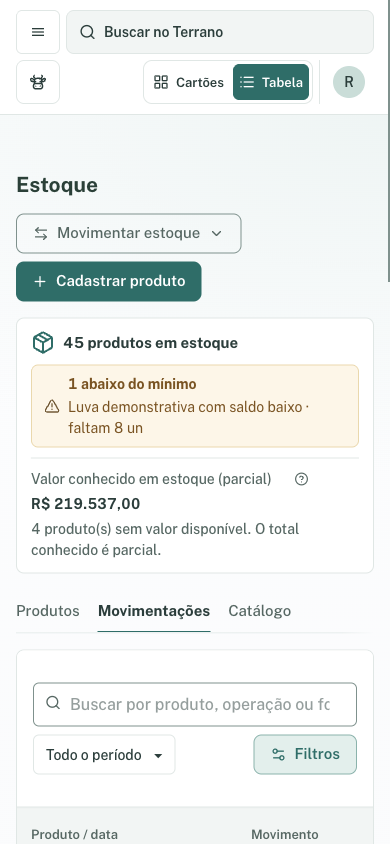 Buscar no Terrano
Cartões
Tabela
R
Estoque
Movimentar estoque
Cadastrar produto
45 produtos em estoque
1 abaixo do mínimo
Luva demonstrativa com saldo baixo ·
faltam 8 un
Valor conhecido em estoque (parcial)
R$ 219.537,00
4 produto(s) sem valor disponível. O total
conhecido é parcial.
Produtos
Movimentações
Catálogo
Buscar por produto, operação ou fo
Todo o período
Filtros
Produto / data
Movimento